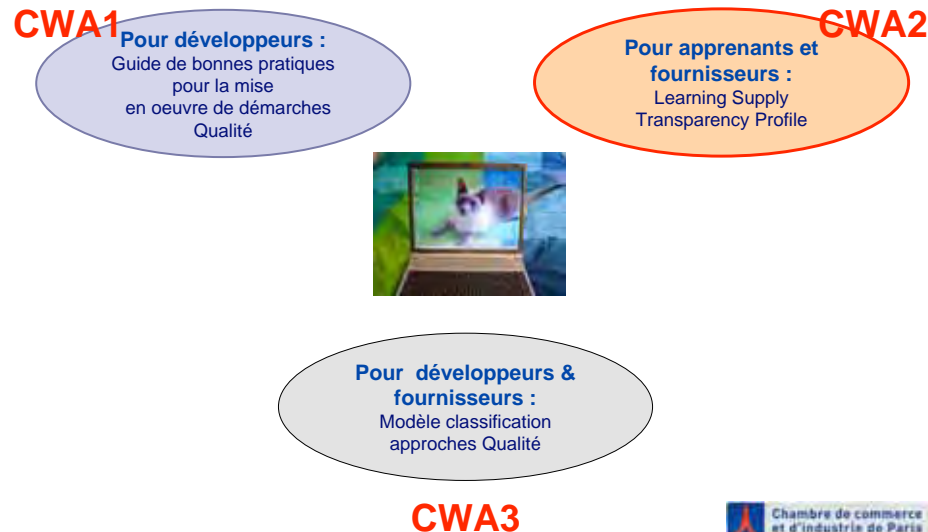 CWA1
Pour développeurs :
Guide de bonnes pratiques
pour la mise
en oeuvre de démarches
Qualité
CWA2
Pour apprenants et
fournisseurs :
Learning Supply
Transparency Profile
Pour développeurs &
fournisseurs :
Modèle classification
approches Qualité
CWA3
Chambre de commerce
et d'industrie de Paris